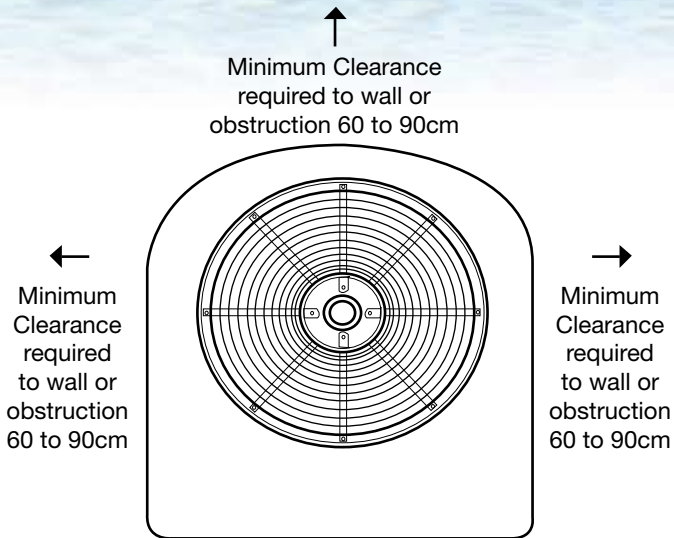 Minimum Clearance
required to wall or
obstruction 60 to 90cm
Minimum
Clearance
required
to wall or
obstruction
60 to 90cm
Minimum
Clearance
required
to wall or
obstruction
60 to 90cm